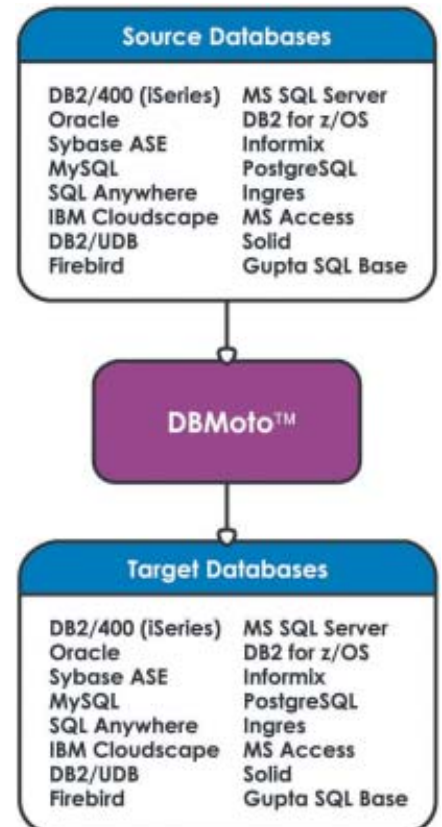 Source Databases
DB2/400 (iSeries) MS SQL Server
Oracle DB2 for z/OS
Sybase ASE Informix
MySQL PostgreSQL
SQL Anywhere Ingres
IBM Cloudscape MS Access
DB2/UDB Solid
Firebird Gupta SQL Base
DBMoto™
Target Databases
DB2/400 (iSeries) MS SQL Server
Oracle DB2 for z/OS
Sybase ASE Informix
MySQL PostgreSQL
SQL Anywhere Ingres
IBM Cloudscape MS Access
DB2/UDB Solid
Firebird Gupta SQL Base